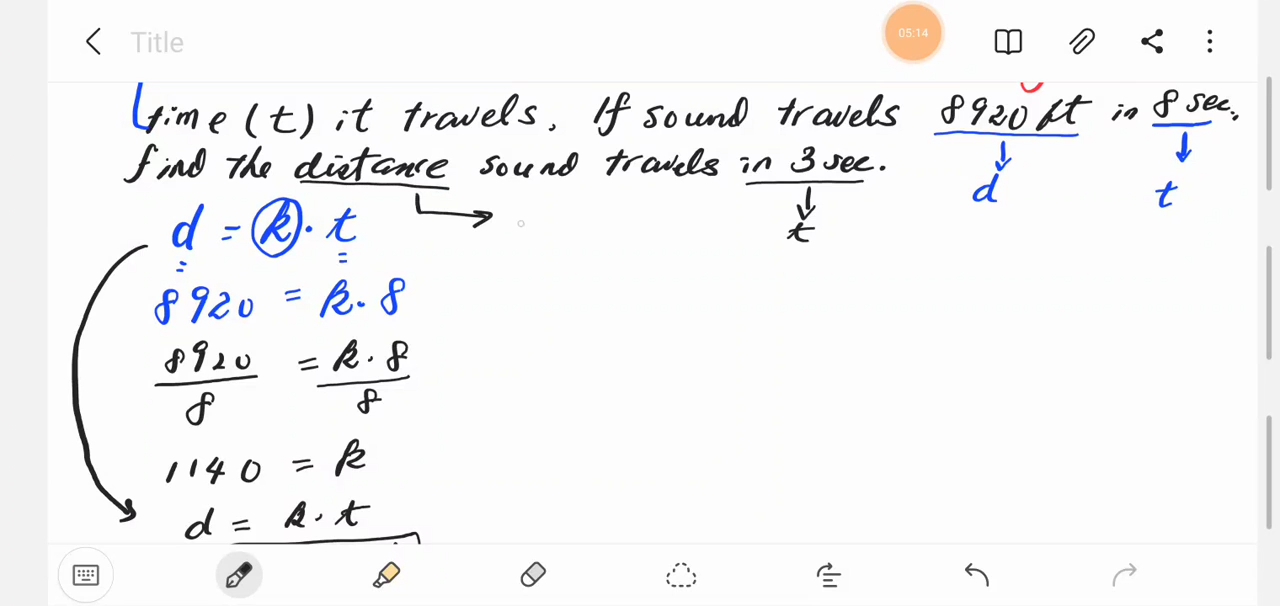 Title
05:14
time (t) it travels. If sound travels 8920 ft in 8 sec.
find the distance sound travels in 3 sec.
d t
t
d = k · t
8920 = k · 8
8920 = k · 8
8 8
1140 = k
d = k · t